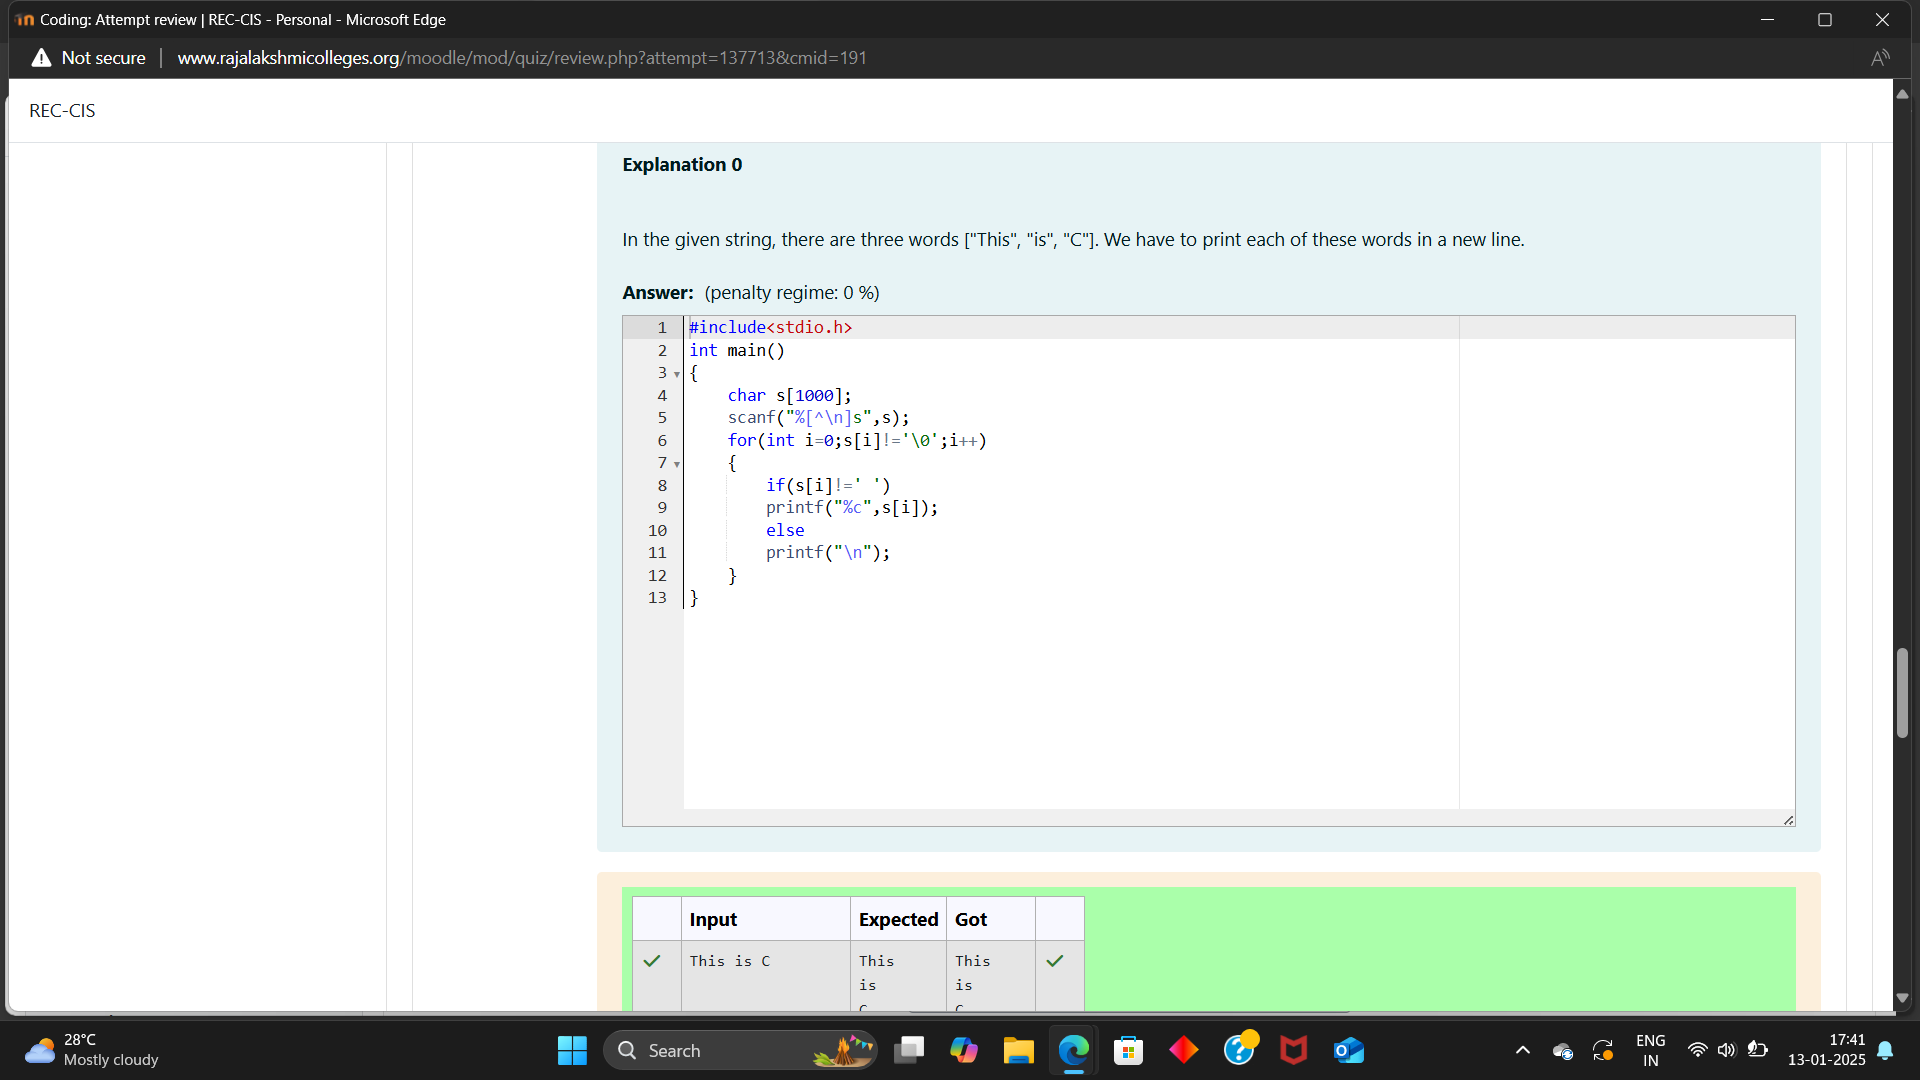 Coding: Attempt review | REC-CIS - Personal - Microsoft Edge
Not secure | www.rajalakshmicolleges.org/moodle/mod/quiz/review.php?attempt=137713&cmid=191
REC-CIS
Explanation 0
In the given string, there are three words ["This", "is", "C"]. We have to print each of these words in a new line.
Answer: (penalty regime: 0 %)
1 #include<stdio.h>
2 int main()
3 {
4 char s[1000];
5 scanf("%[^\n]s",s);
6 for(int i=0;s[i]!='\0';i++)
7 {
8 if(s[i]!=' ')
9 printf("%c",s[i]);
10 else
11 printf("\n");
12 }
13 }
Input Expected Got
This is C This This
is is
C C
28°C
Mostly cloudy
Search
ENG
IN
17:41
13-01-2025